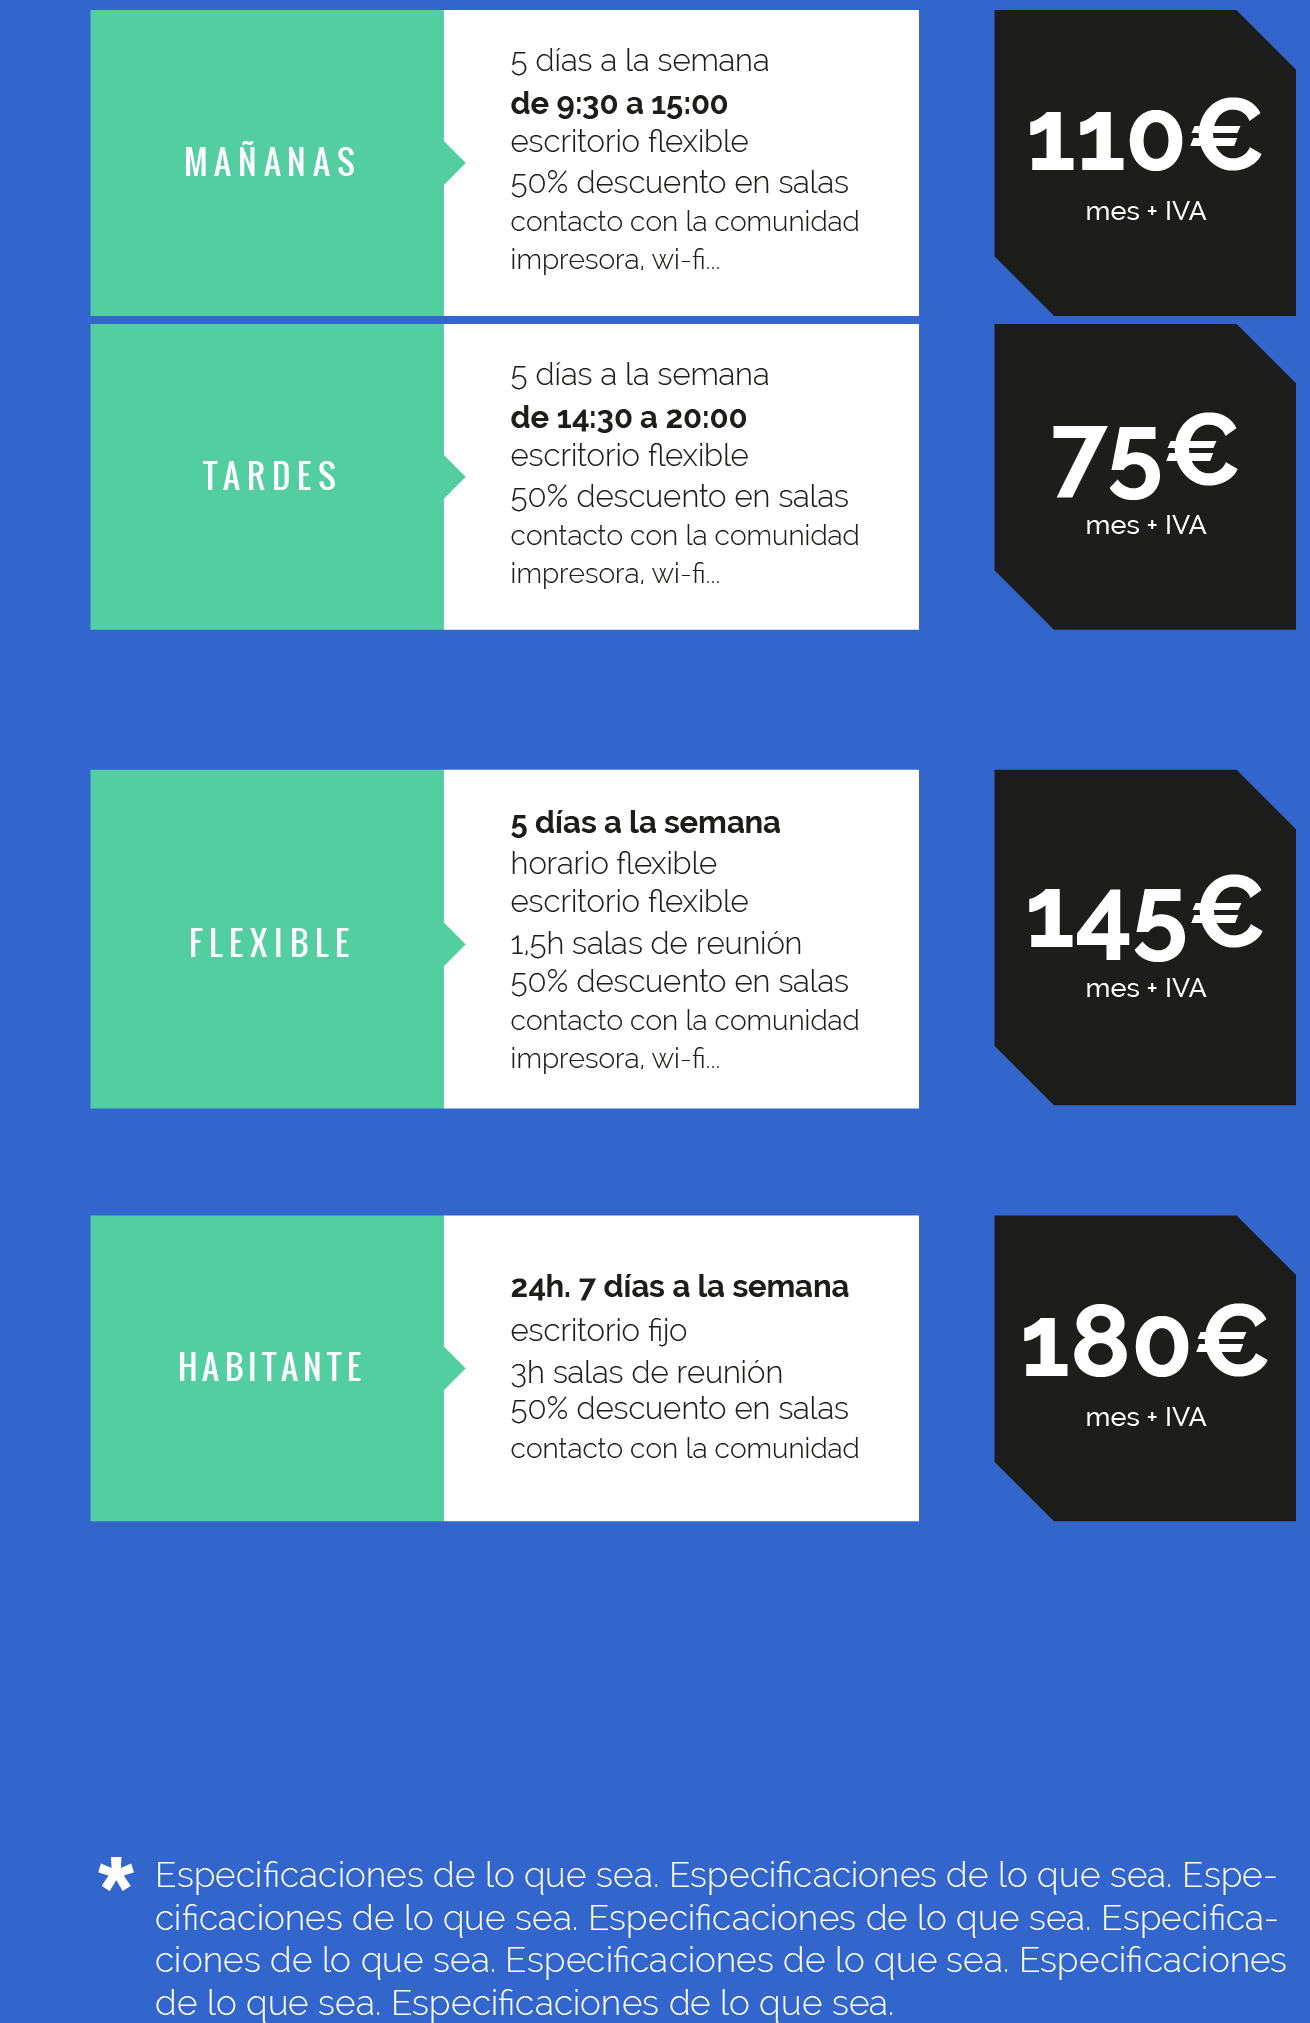 MAÑANAS
5 días a la semana
de 9:30 a 15:00
escritorio flexible
50% descuento en salas
contacto con la comunidad
impresora, wi-fi...
110€
mes + IVA
TARDES
5 días a la semana
de 14:30 a 20:00
escritorio flexible
50% descuento en salas
contacto con la comunidad
impresora, wi-fi...
75€
mes + IVA
FLEXIBLE
5 días a la semana
horario flexible
escritorio flexible
1,5h salas de reunión
50% descuento en salas
contacto con la comunidad
impresora, wi-fi...
145€
mes + IVA
HABITANTE
24h. 7 días a la semana
escritorio fijo
3h salas de reunión
50% descuento en salas
contacto con la comunidad
180€
mes + IVA
* Especificaciones de lo que sea. Especificaciones de lo que sea. Espe-
cificaciones de lo que sea. Especificaciones de lo que sea. Especifica-
ciones de lo que sea. Especificaciones de lo que sea. Especificaciones
de lo que sea. Especificaciones de lo que sea.